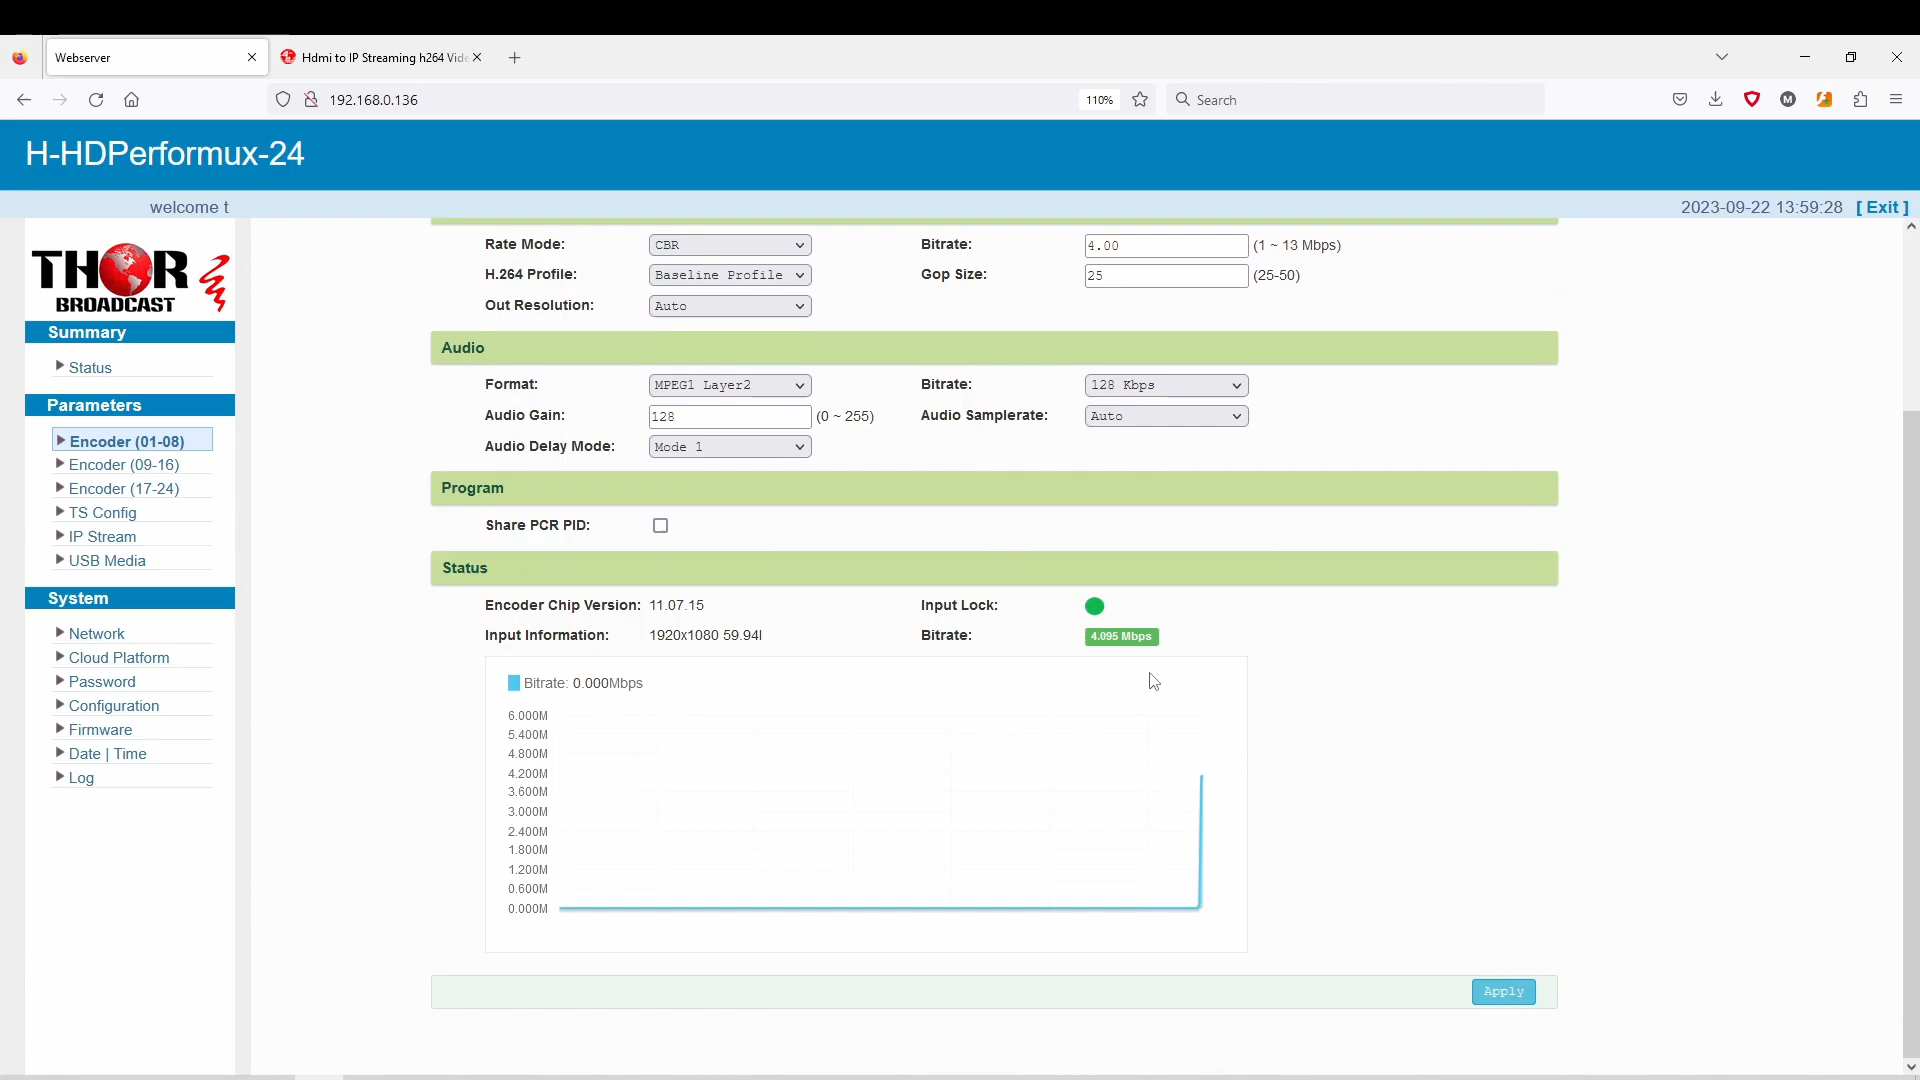 Webserver
Hdmi to IP Streaming h264 Vide
192.168.0.136
110%
Search
H-HDPerformux-24
welcome t
2023-09-22 13:59:28 [ Exit ]
THOR
BROADCAST
Summary
Status
Parameters
Encoder (01-08)
Encoder (09-16)
Encoder (17-24)
TS Config
IP Stream
USB Media
System
Network
Cloud Platform
Password
Configuration
Firmware
Date | Time
Log
Rate Mode: CBR Bitrate: 4.00 (1 ~ 13 Mbps)
H.264 Profile: Baseline Profile Gop Size: 25 (25-50)
Out Resolution: Auto
Audio
Format: MPEG1 Layer2 Bitrate: 128 Kbps
Audio Gain: 128 (0 ~ 255) Audio Samplerate: Auto
Audio Delay Mode: Mode 1
Program
Share PCR PID:
Status
Encoder Chip Version: 11.07.15 Input Lock:
Input Information: 1920x1080 59.94I Bitrate: 4.095 Mbps
Bitrate: 0.000Mbps
6.000M
5.400M
4.800M
4.200M
3.600M
3.000M
2.400M
1.800M
1.200M
0.600M
0.000M
Apply